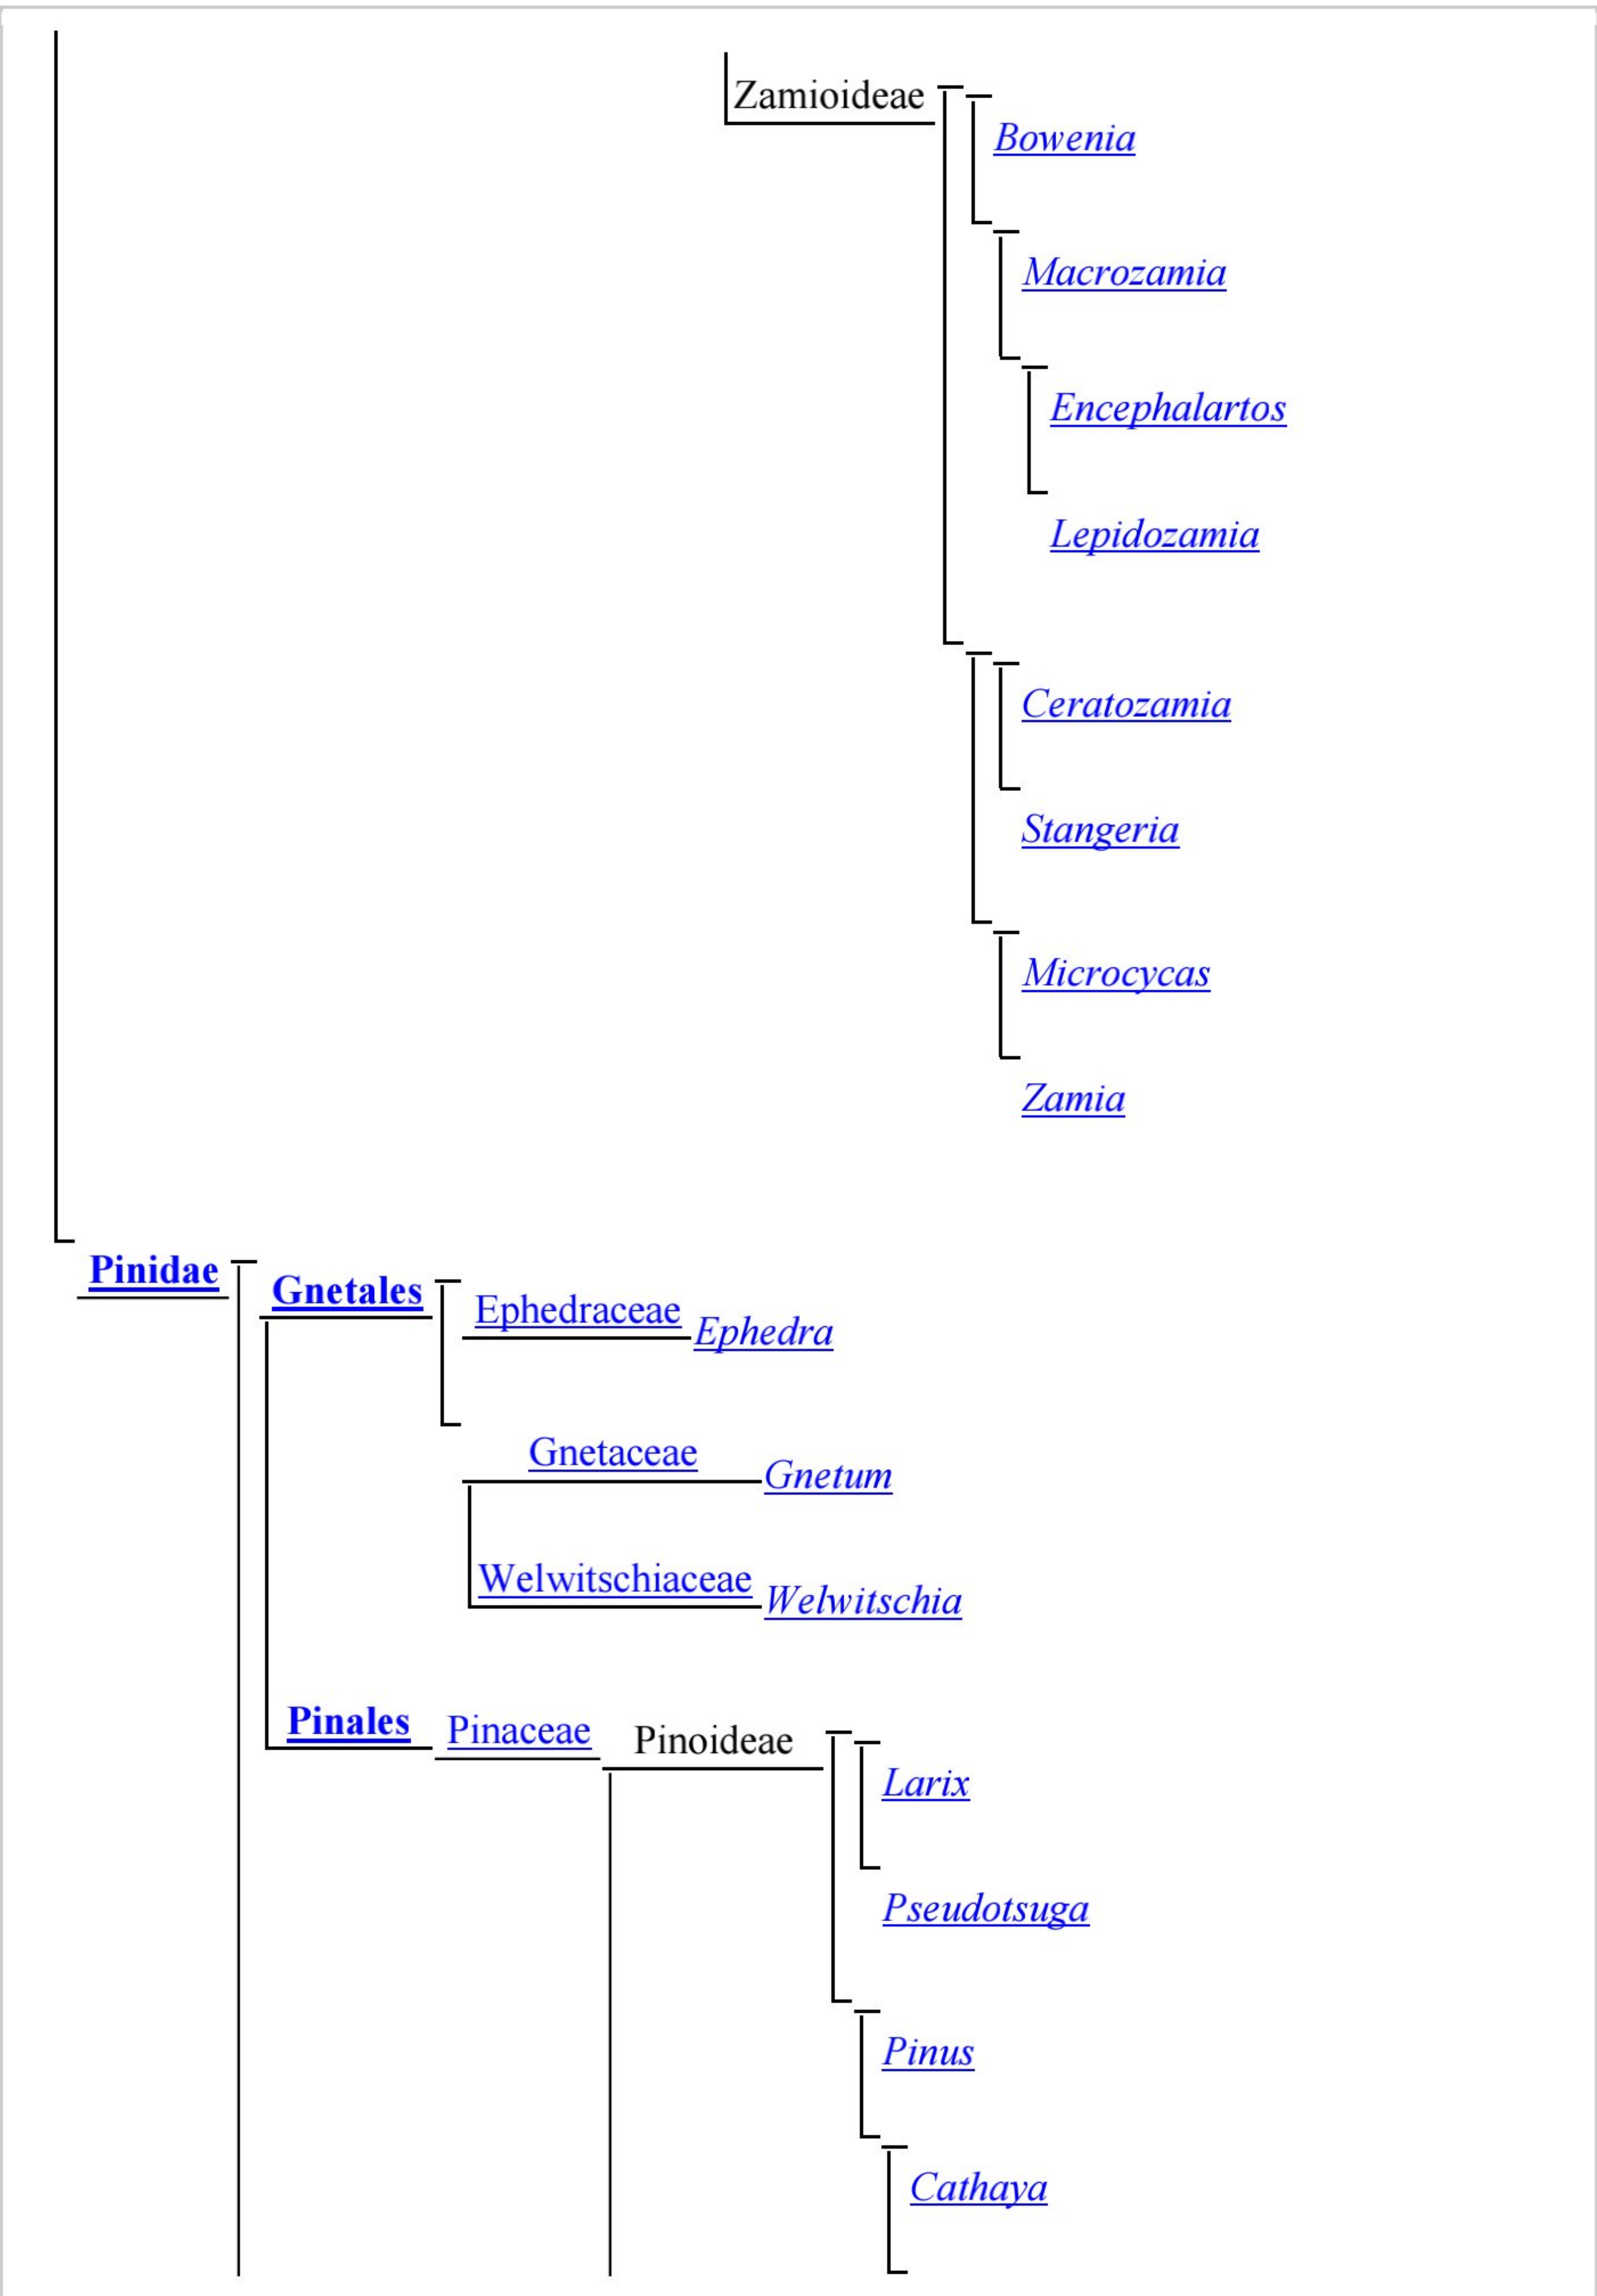 Zamioideae
Bowenia
Macrozamia
Encephalartos
Lepidozamia
Ceratozamia
Stangeria
Microcycas
Zamia
Pinidae
Gnetales
Ephedraceae
Ephedra
Gnetaceae
Gnetum
Welwitschiaceae
Welwitschia
Pinales
Pinaceae
Pinoideae
Larix
Pseudotsuga
Pinus
Cathaya